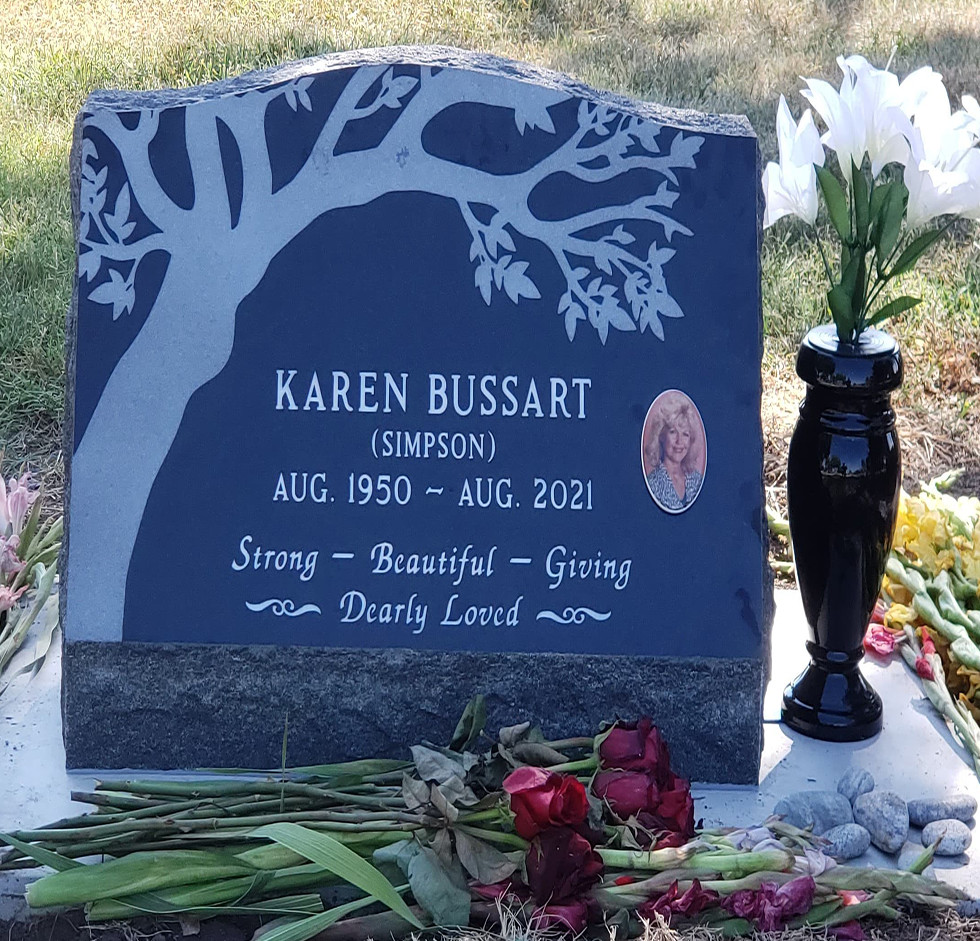 KAREN BUSSART
(SIMPSON)
AUG. 1950 ~ AUG. 2021
Strong – Beautiful – Giving
Dearly Loved